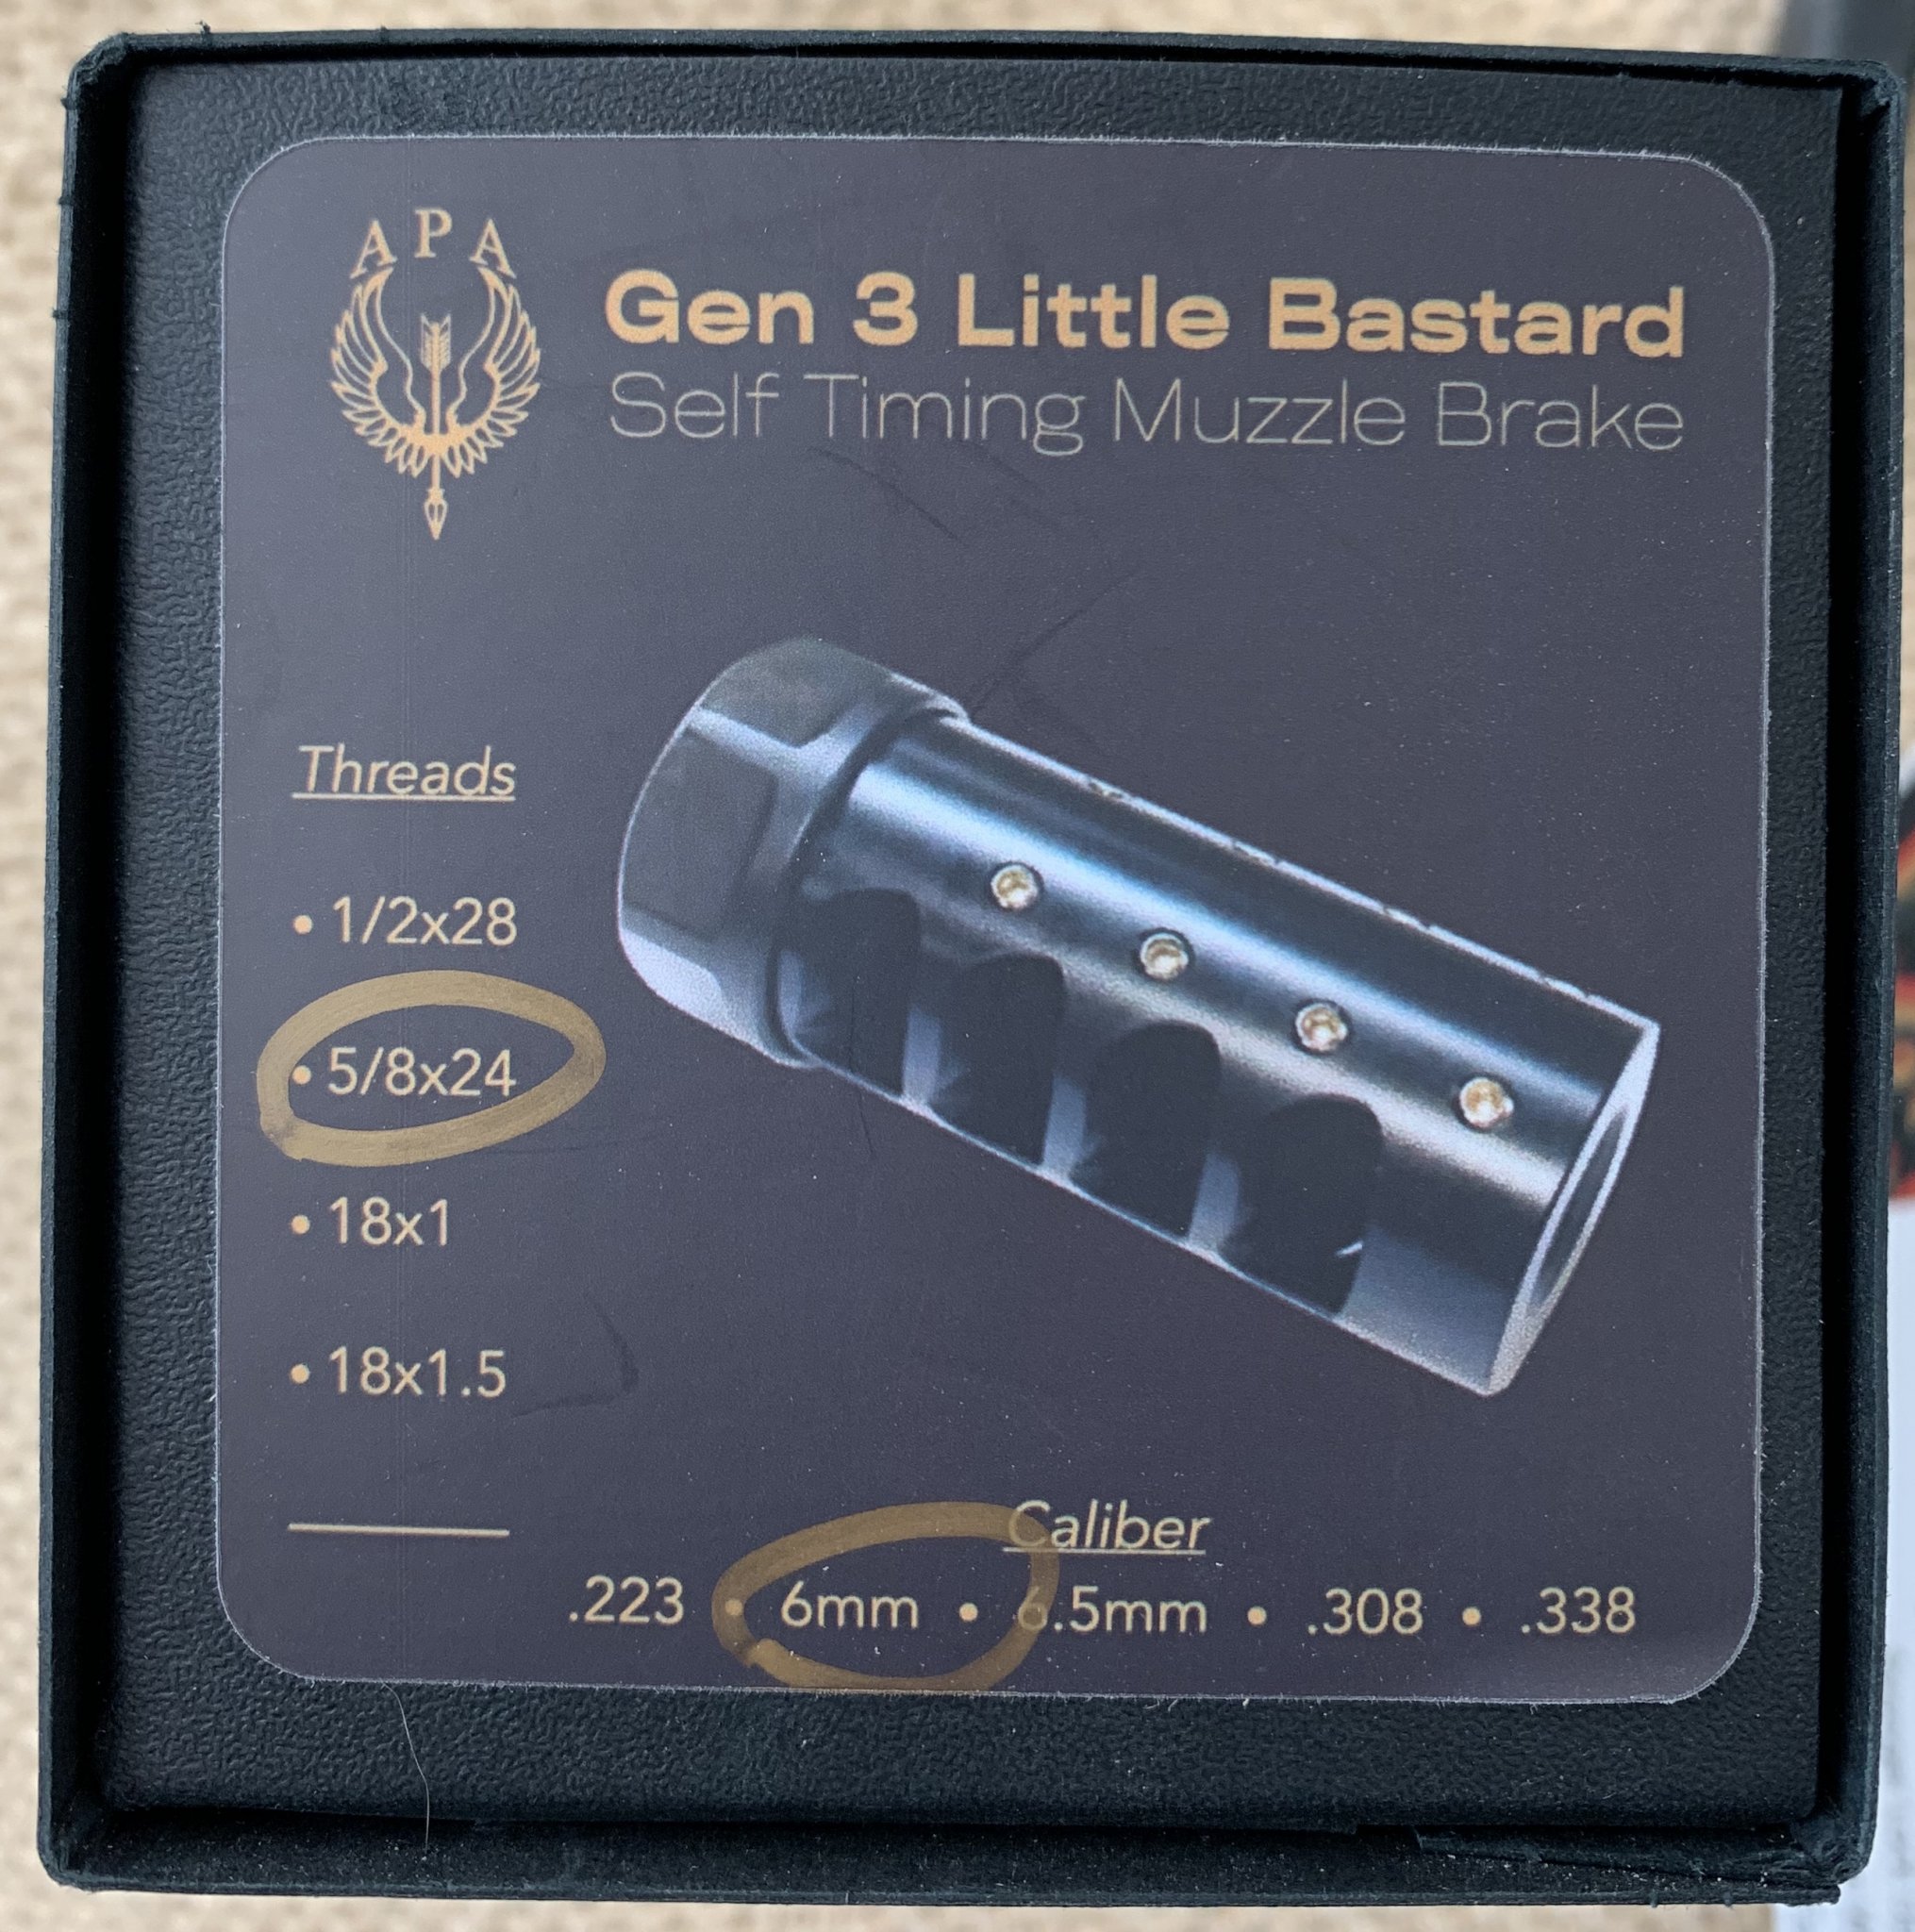 APA
Gen 3 Little Bastard
Self Timing Muzzle Brake
Threads
• 1/2x28
• 5/8x24
• 18x1
• 18x1.5
Caliber
.223 • 6mm • 6.5mm • .308 • .338